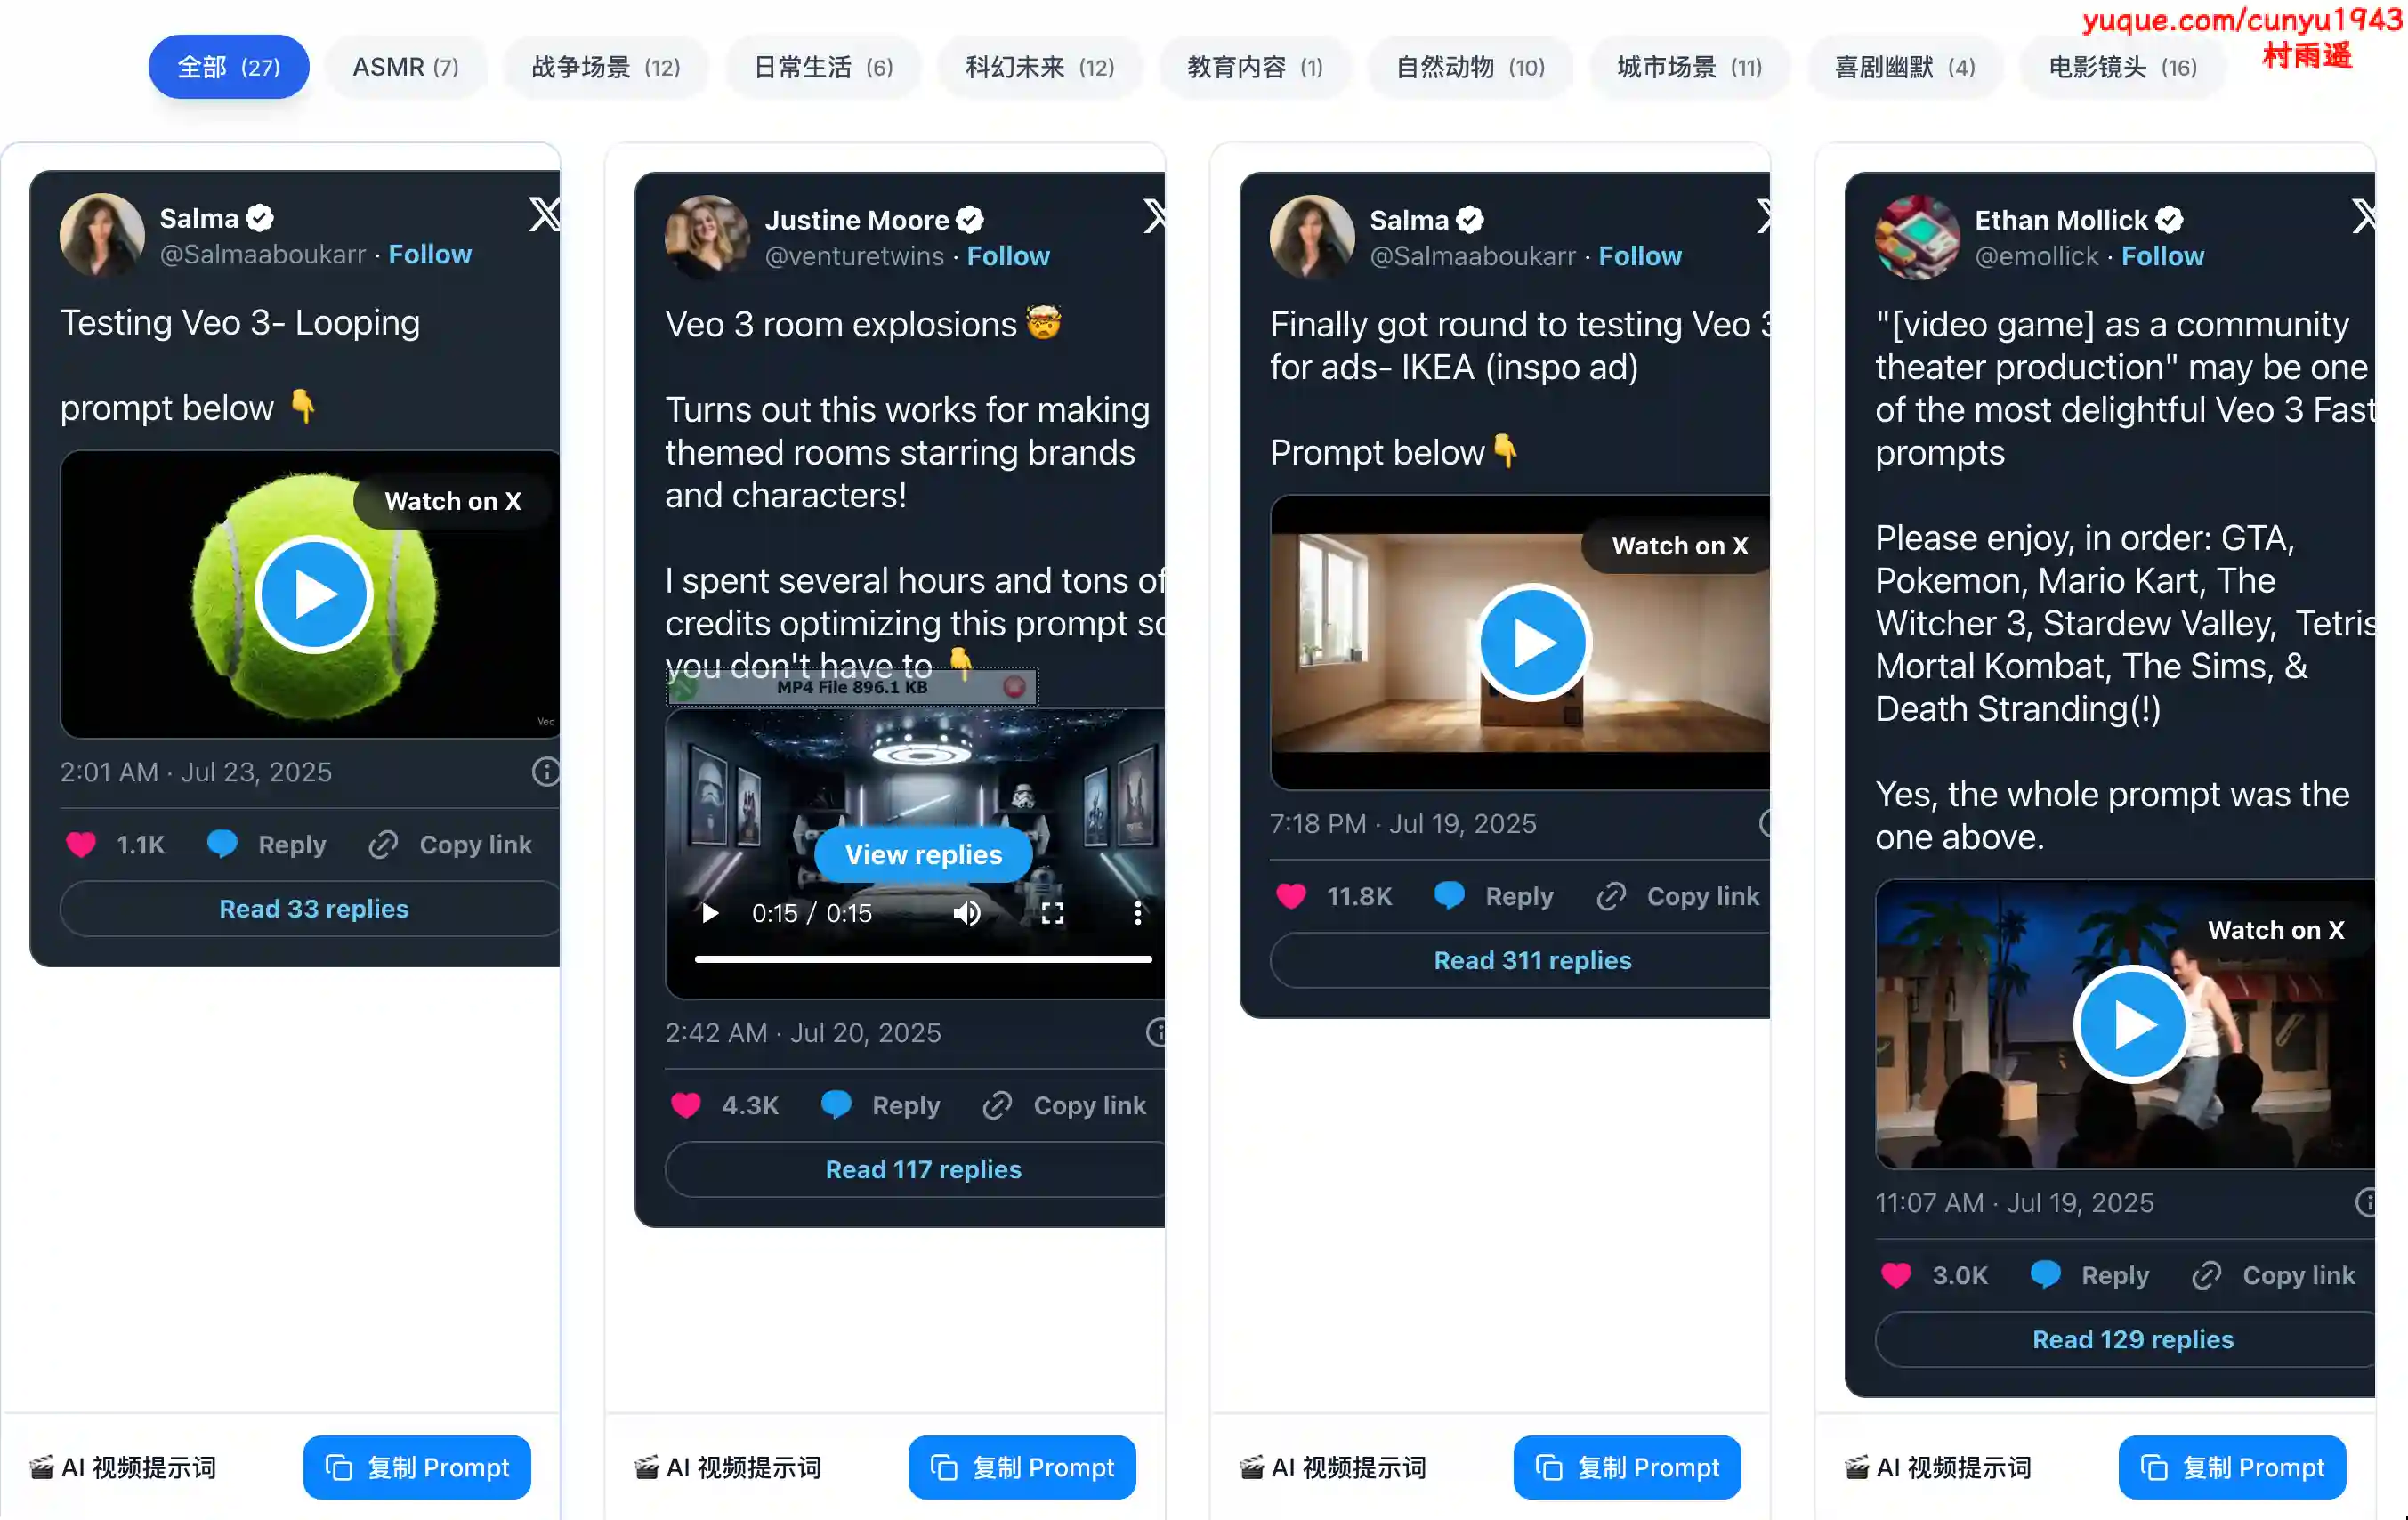 yuque.com/cunyu1943
村雨遥
全部 (27)
ASMR (7)
战争场景 (12)
日常生活 (6)
科幻未来 (12)
教育内容 (1)
自然动物 (10)
城市场景 (11)
喜剧幽默 (4)
电影镜头 (16)
Salma
@Salmaaboukarr · Follow
Testing Veo 3- Looping
prompt below 👇
Watch on X
Veo
2:01 AM · Jul 23, 2025
1.1K Reply Copy link
Read 33 replies
🎬 AI 视频提示词
复制 Prompt
Justine Moore
@venturetwins · Follow
Veo 3 room explosions 🤯
Turns out this works for making
themed rooms starring brands
and characters!
I spent several hours and tons of
credits optimizing this prompt so
you don't have to 👇
MP4 File 896.1 KB
View replies
0:15 / 0:15
2:42 AM · Jul 20, 2025
4.3K Reply Copy link
Read 117 replies
🎬 AI 视频提示词
复制 Prompt
Salma
@Salmaaboukarr · Follow
Finally got round to testing Veo 3
for ads- IKEA (inspo ad)
Prompt below👇
Watch on X
7:18 PM · Jul 19, 2025
11.8K Reply Copy link
Read 311 replies
🎬 AI 视频提示词
复制 Prompt
Ethan Mollick
@emollick · Follow
"[video game] as a community
theater production" may be one
of the most delightful Veo 3 Fast
prompts
Please enjoy, in order: GTA,
Pokemon, Mario Kart, The
Witcher 3, Stardew Valley, Tetris
Mortal Kombat, The Sims, &
Death Stranding(!)
Yes, the whole prompt was the
one above.
Watch on X
11:07 AM · Jul 19, 2025
3.0K Reply Copy link
Read 129 replies
🎬 AI 视频提示词
复制 Prompt